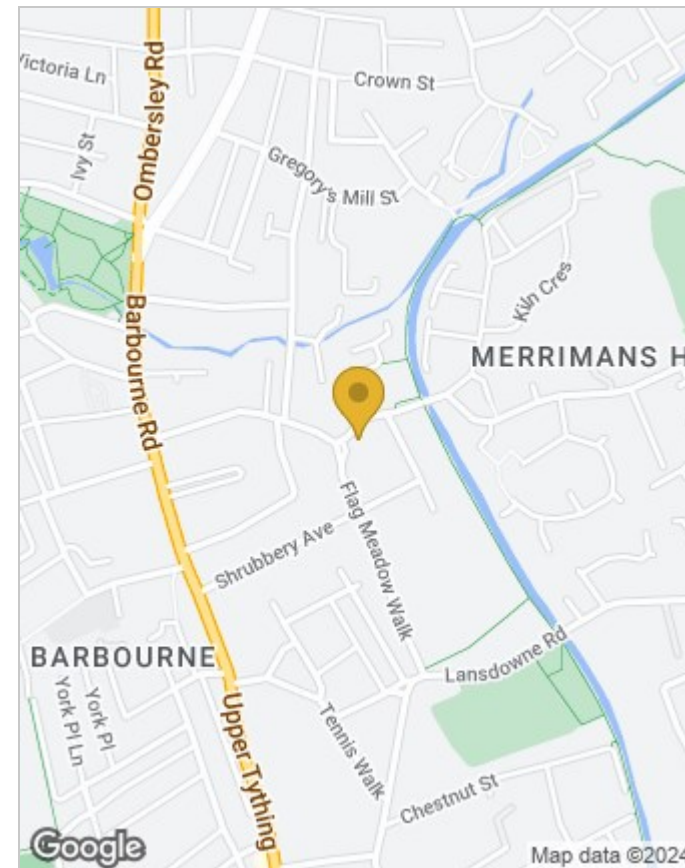 Victoria Ln
Ombersley Rd
Crown St
Ivy St
Gregory's Mill St
Kiln Cres
Barbourne Rd
MERRIMANS H
Flag Meadow Walk
Shrubbery Ave
BARBOURNE
Lansdowne Rd
York Pl
York Pl Ln
Upper Tything
Tennis Walk
Chestnut St
Google
Map data ©2024